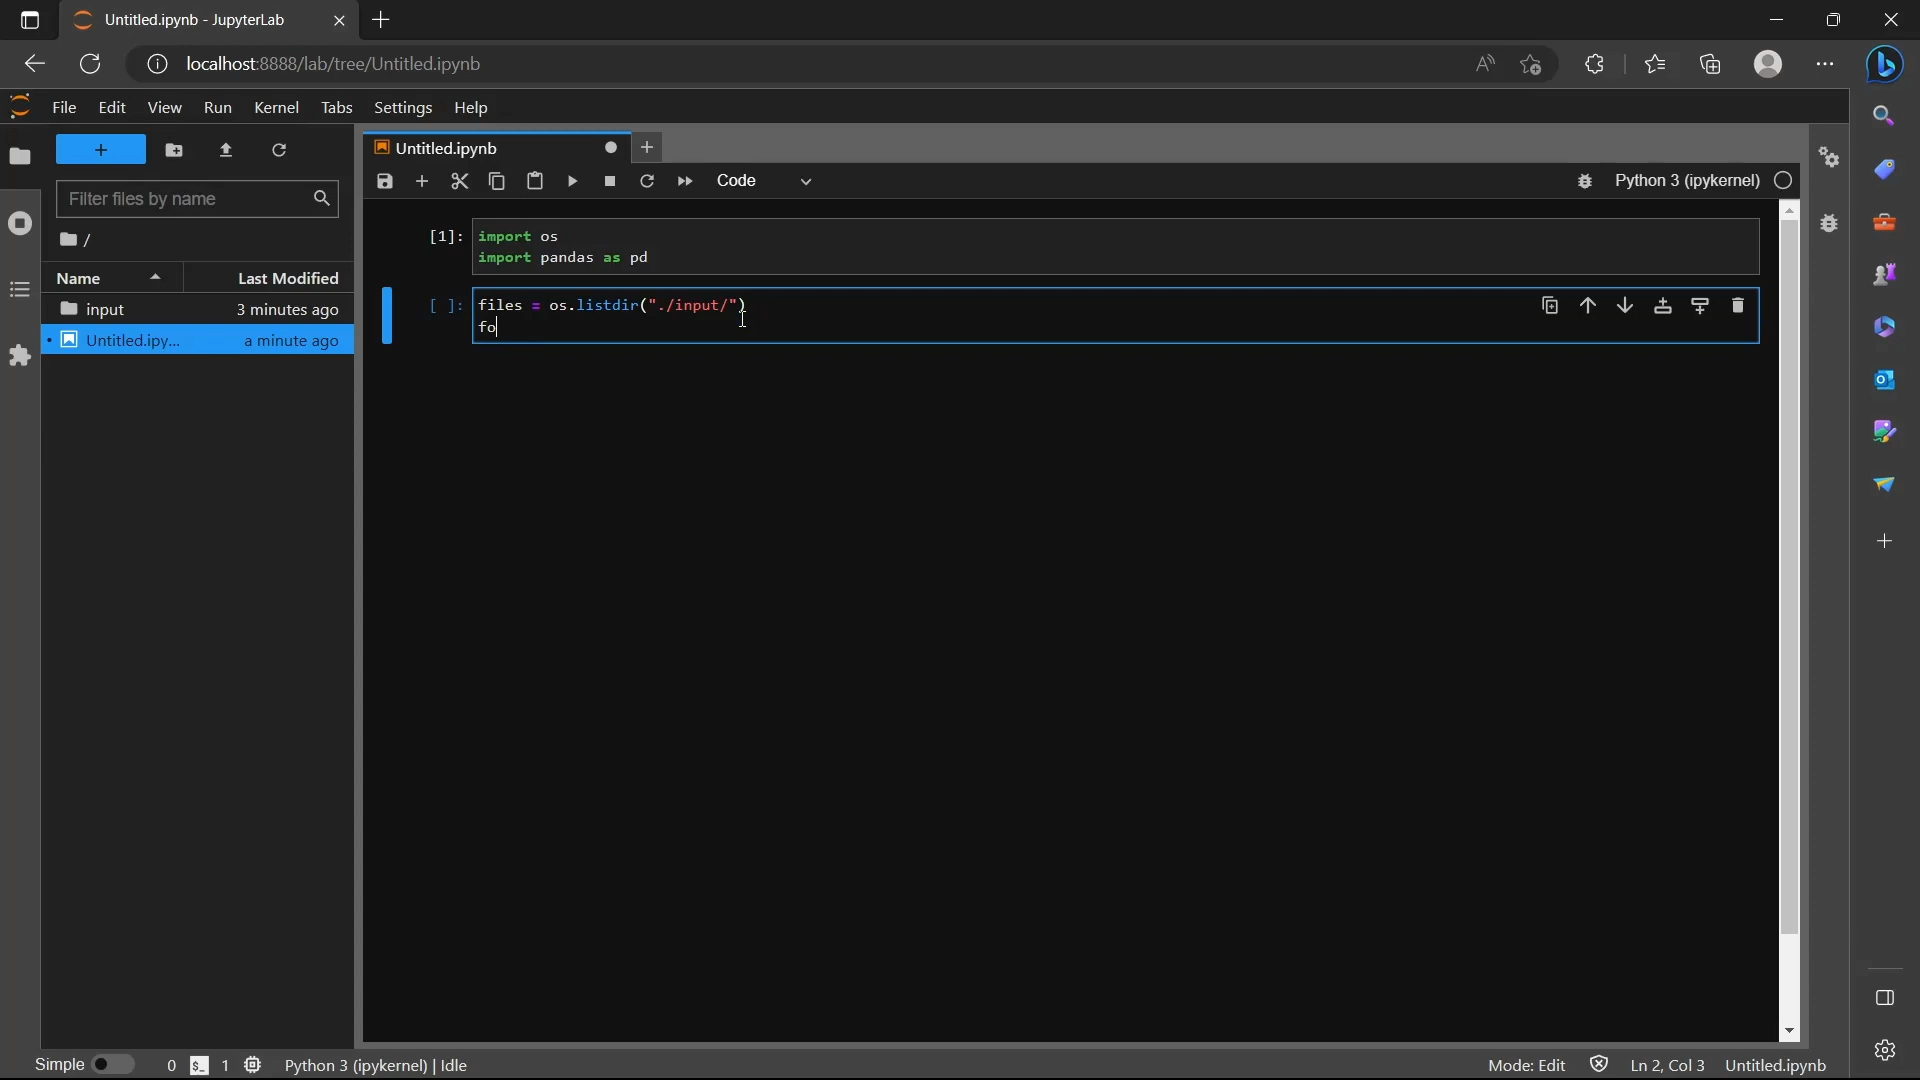 Untitled.ipynb - JupyterLab
localhost:8888/lab/tree/Untitled.ipynb
File Edit View Run Kernel Tabs Settings Help
Untitled.ipynb
Code
Python 3 (ipykernel)
Filter files by name
/
Name Last Modified
input 3 minutes ago
Untitled.ipy... a minute ago
[1]: import os
import pandas as pd
[ ]: files = os.listdir("./input/")
fo
Simple 0 $_ 1 Python 3 (ipykernel) | Idle Mode: Edit Ln 2, Col 3 Untitled.ipynb